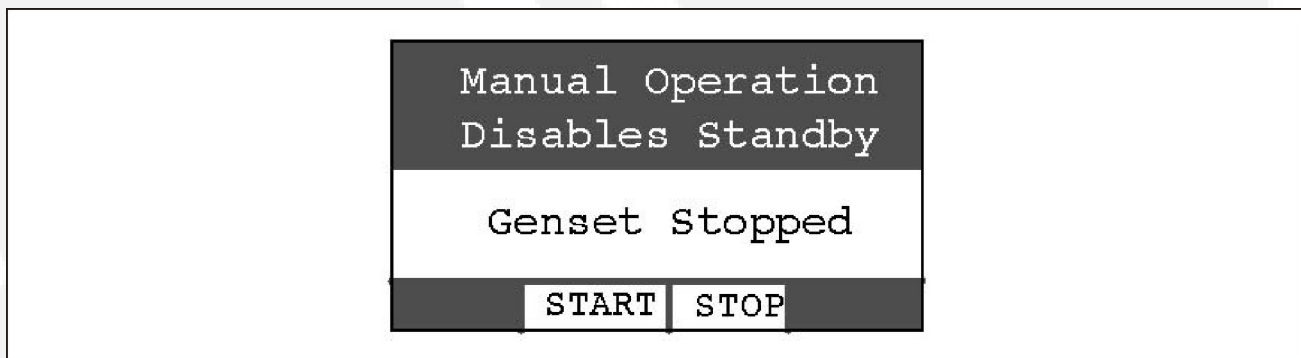 Manual Operation
Disables Standby
Genset Stopped
START STOP